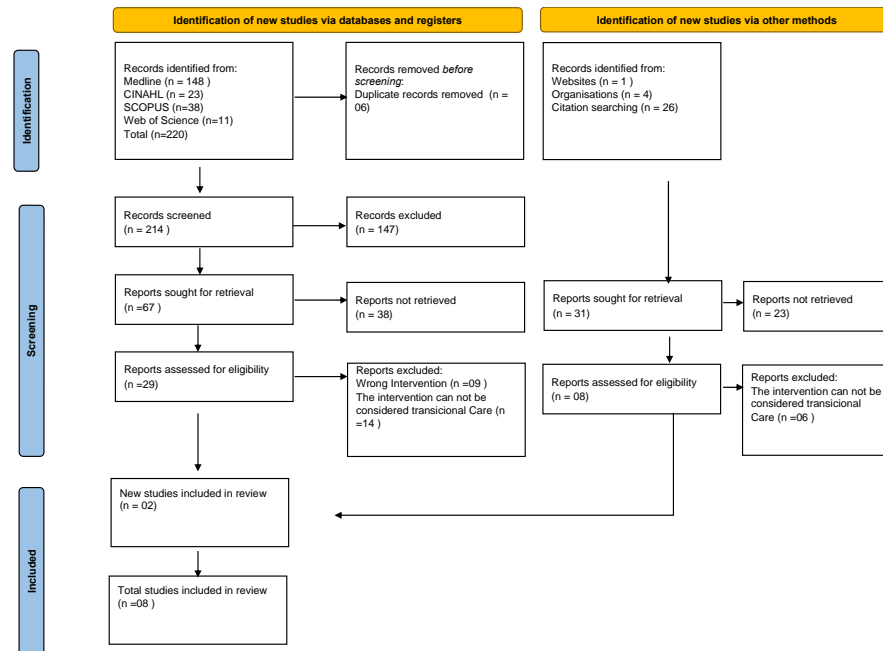 Identification of new studies via databases and registers
Identification of new studies via other methods
Identification
Records identified from:
Medline (n = 148 )
CINAHL (n = 23)
SCOPUS (n=38)
Web of Science (n=11)
Total (n=220)
Records removed before
screening:
Duplicate records removed (n =
06)
Records identified from:
Websites (n = 1 )
Organisations (n = 4)
Citation searching (n = 26)
Screening
Records screened
(n = 214 )
Records excluded
(n = 147)
Reports sought for retrieval
(n =67 )
Reports not retrieved
(n = 38)
Reports sought for retrieval
(n = 31)
Reports not retrieved
(n = 23)
Reports assessed for eligibility
(n =29)
Reports excluded:
Wrong Intervention (n =09 )
The intervention can not be
considered transicional Care (n
=14 )
Reports assessed for eligibility
(n = 08)
Reports excluded:
The intervention can not be
considered transicional
Care (n =06 )
Included
New studies included in review
(n = 02)
Total studies included in review
(n =08 )